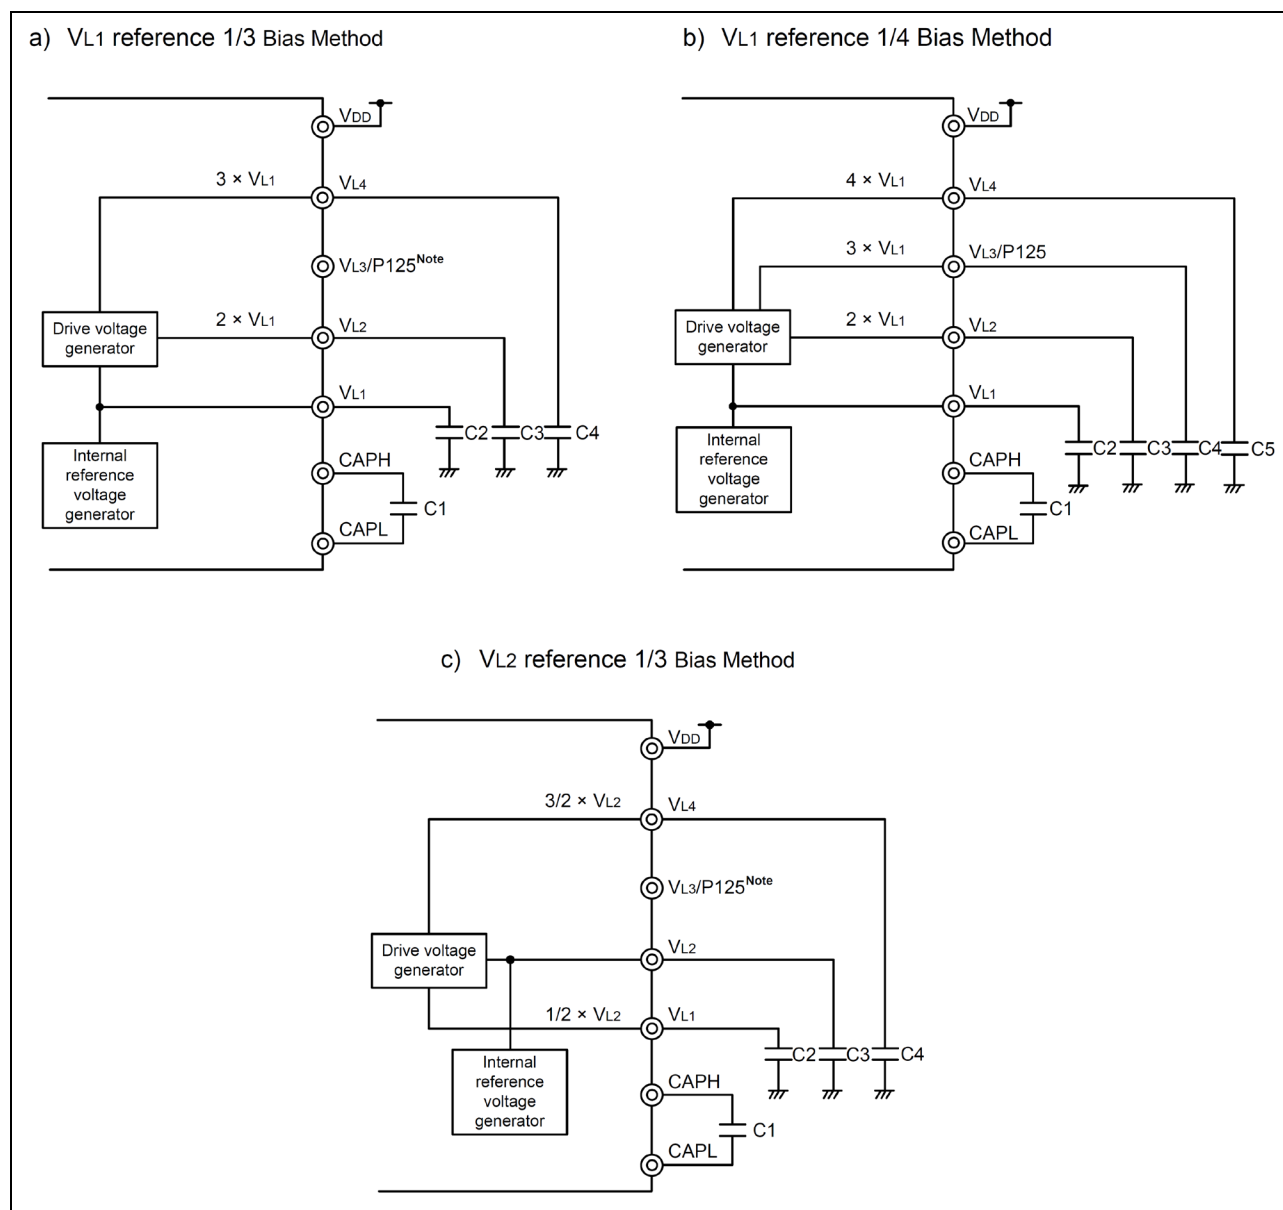 a) VL1 reference 1/3 Bias Method
VDD
3 × VL1
VL4
VL3/P125Note
Drive voltage
generator
2 × VL1
VL2
VL1
C2
C3
C4
Internal
reference
voltage
generator
CAPH
C1
CAPL
b) VL1 reference 1/4 Bias Method
VDD
4 × VL1
VL4
3 × VL1
VL3/P125
Drive voltage
generator
2 × VL1
VL2
VL1
C2
C3
C4
C5
Internal
reference
voltage
generator
CAPH
C1
CAPL
c) VL2 reference 1/3 Bias Method
VDD
3/2 × VL2
VL4
VL3/P125Note
Drive voltage
generator
VL2
1/2 × VL2
VL1
C2
C3
C4
Internal
reference
voltage
generator
CAPH
C1
CAPL